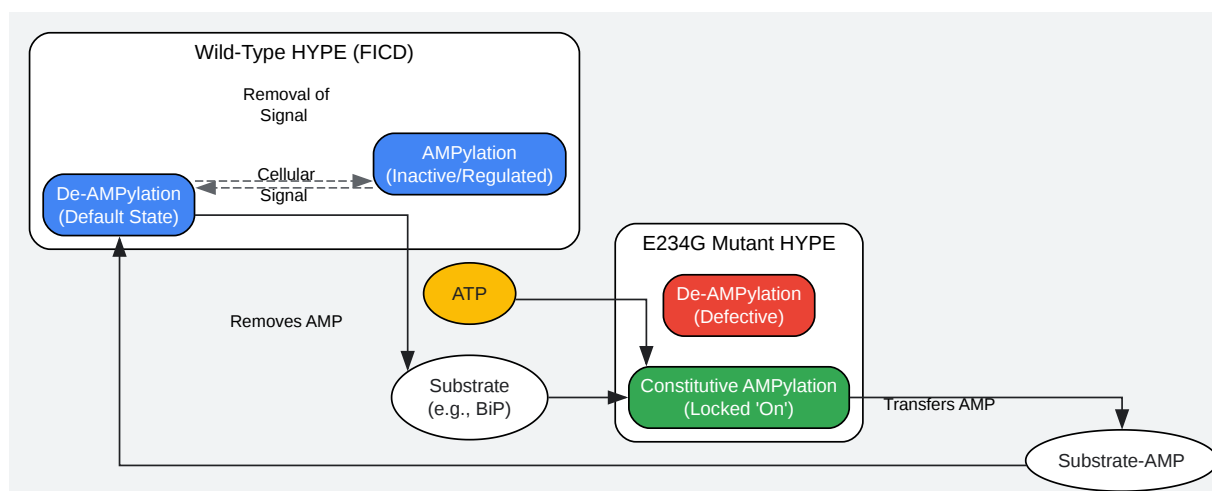 Wild-Type HYPE (FICD)
Removal of
Signal
AMPylation
(Inactive/Regulated)
Cellular
Signal
De-AMPylation
(Default State)
E234G Mutant HYPE
De-AMPylation
(Defective)
ATP
Removes AMP
Substrate
(e.g., BiP)
Constitutive AMPylation
(Locked 'On')
Transfers AMP
Substrate-AMP